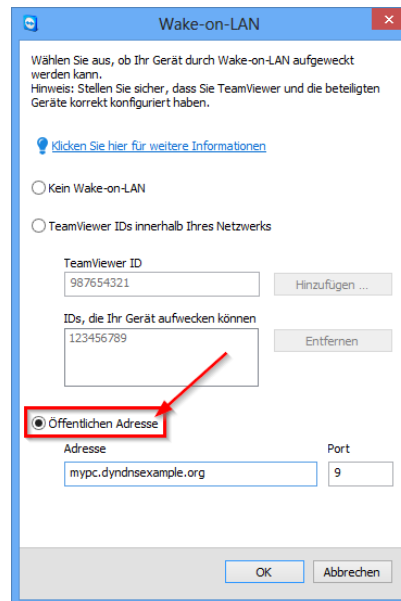 Wake-on-LAN
Wählen Sie aus, ob Ihr Gerät durch Wake-on-LAN aufgeweckt
werden kann.
Hinweis: Stellen Sie sicher, dass Sie TeamViewer und die beteiligten
Geräte korrekt konfiguriert haben.
Klicken Sie hier für weitere Informationen
Kein Wake-on-LAN
TeamViewer IDs innerhalb Ihres Netzwerks
TeamViewer ID
987654321
Hinzufügen ...
IDs, die Ihr Gerät aufwecken können
123456789
Entfernen
Öffentlichen Adresse
Adresse
Port
mypc.dyndnsexample.org
9
OK
Abbrechen